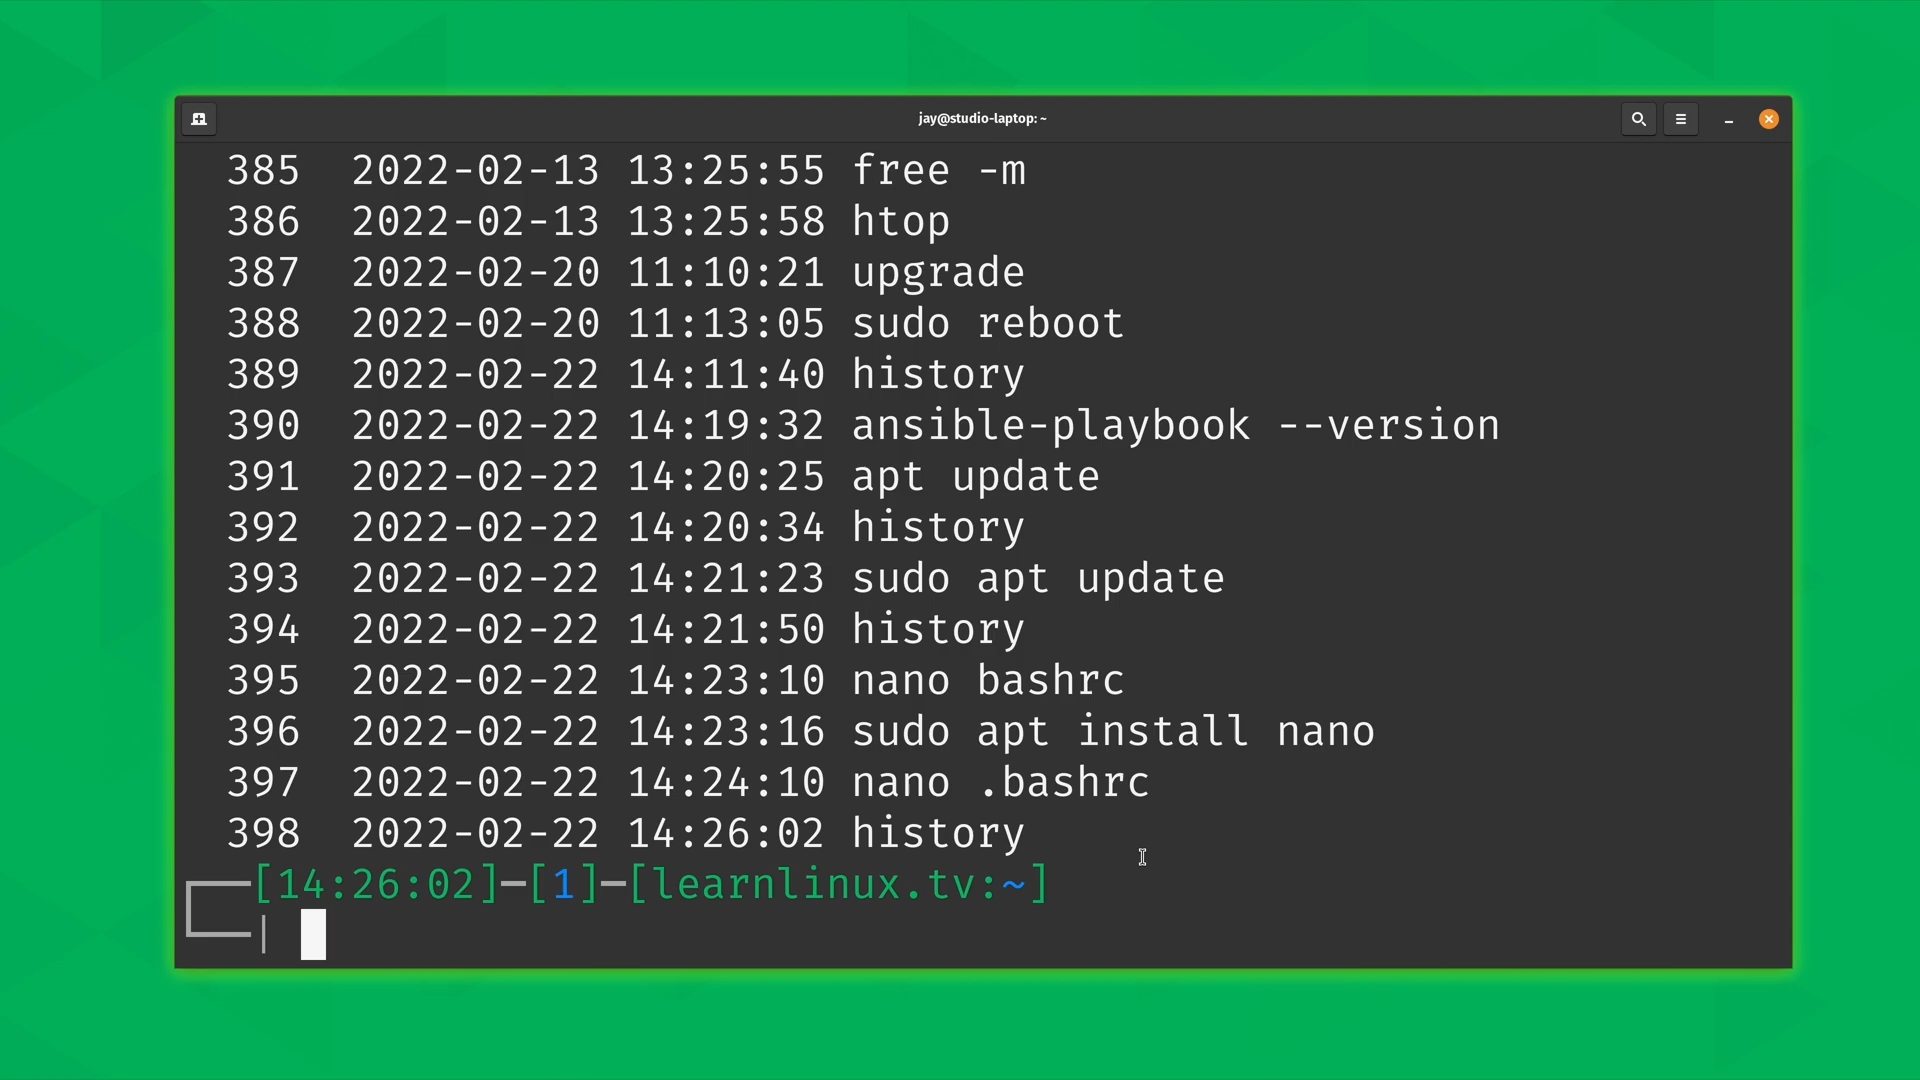 jay@studio-laptop: ~
385 2022-02-13 13:25:55 free -m
386 2022-02-13 13:25:58 htop
387 2022-02-20 11:10:21 upgrade
388 2022-02-20 11:13:05 sudo reboot
389 2022-02-22 14:11:40 history
390 2022-02-22 14:19:32 ansible-playbook --version
391 2022-02-22 14:20:25 apt update
392 2022-02-22 14:20:34 history
393 2022-02-22 14:21:23 sudo apt update
394 2022-02-22 14:21:50 history
395 2022-02-22 14:23:10 nano bashrc
396 2022-02-22 14:23:16 sudo apt install nano
397 2022-02-22 14:24:10 nano .bashrc
398 2022-02-22 14:26:02 history
[14:26:02]─[1]─[learnlinux.tv:~]
|